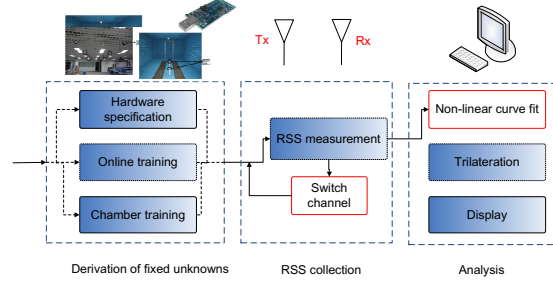 Tx
Rx
Hardware
specification
Online training
Chamber training
RSS measurement
Switch
channel
Non-linear curve fit
Trilateration
Display
Derivation of fixed unknowns
RSS collection
Analysis